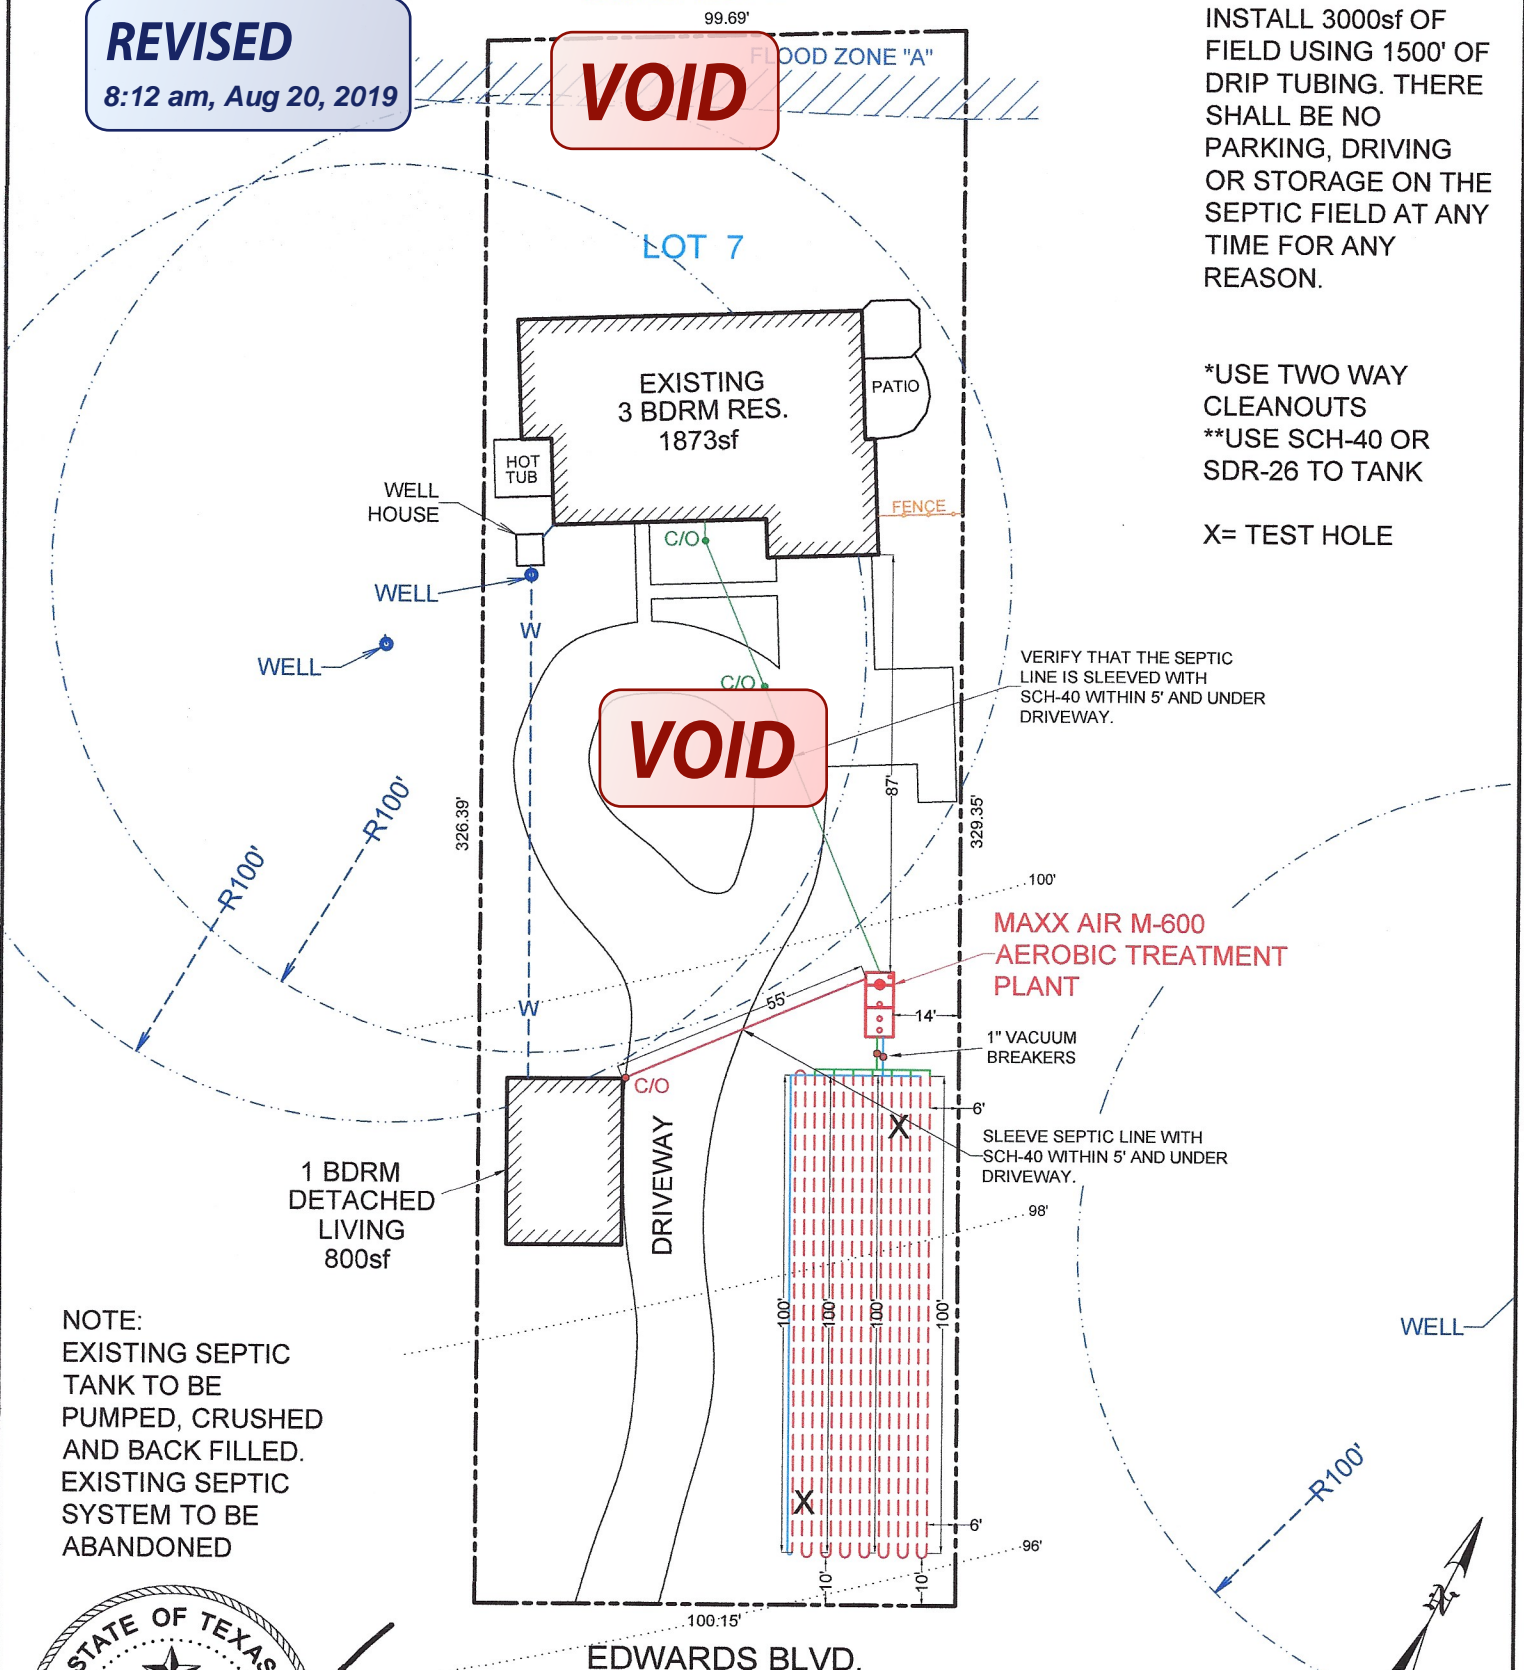 REVISED
8:12 am, Aug 20, 2019
99.69'
VOID
FLOOD ZONE "A"
INSTALL 3000sf OF
FIELD USING 1500' OF
DRIP TUBING. THERE
SHALL BE NO
PARKING, DRIVING
OR STORAGE ON THE
SEPTIC FIELD AT ANY
TIME FOR ANY
REASON.
LOT 7
*USE TWO WAY
CLEANOUTS
**USE SCH-40 OR
SDR-26 TO TANK
X= TEST HOLE
EXISTING
3 BDRM RES.
1873sf
PATIO
HOT
TUB
WELL
HOUSE
FENCE
C/O
WELL
W
WELL
C/O
VERIFY THAT THE SEPTIC
LINE IS SLEEVED WITH
SCH-40 WITHIN 5' AND UNDER
DRIVEWAY.
VOID
87'
326.39'
329.35'
R100'
R100'
100'
MAXX AIR M-600
AEROBIC TREATMENT
PLANT
W
55'
14'
1" VACUUM
BREAKERS
C/O
6'
X
SLEEVE SEPTIC LINE WITH
SCH-40 WITHIN 5' AND UNDER
DRIVEWAY.
1 BDRM
DETACHED
LIVING
800sf
DRIVEWAY
98'
100'
100'
100'
100'
WELL
NOTE:
EXISTING SEPTIC
TANK TO BE
PUMPED, CRUSHED
AND BACK FILLED.
EXISTING SEPTIC
SYSTEM TO BE
ABANDONED
R100'
X
6'
96'
10'
10'
N
100.15'
STATE OF TEXAS
EDWARDS BLVD.